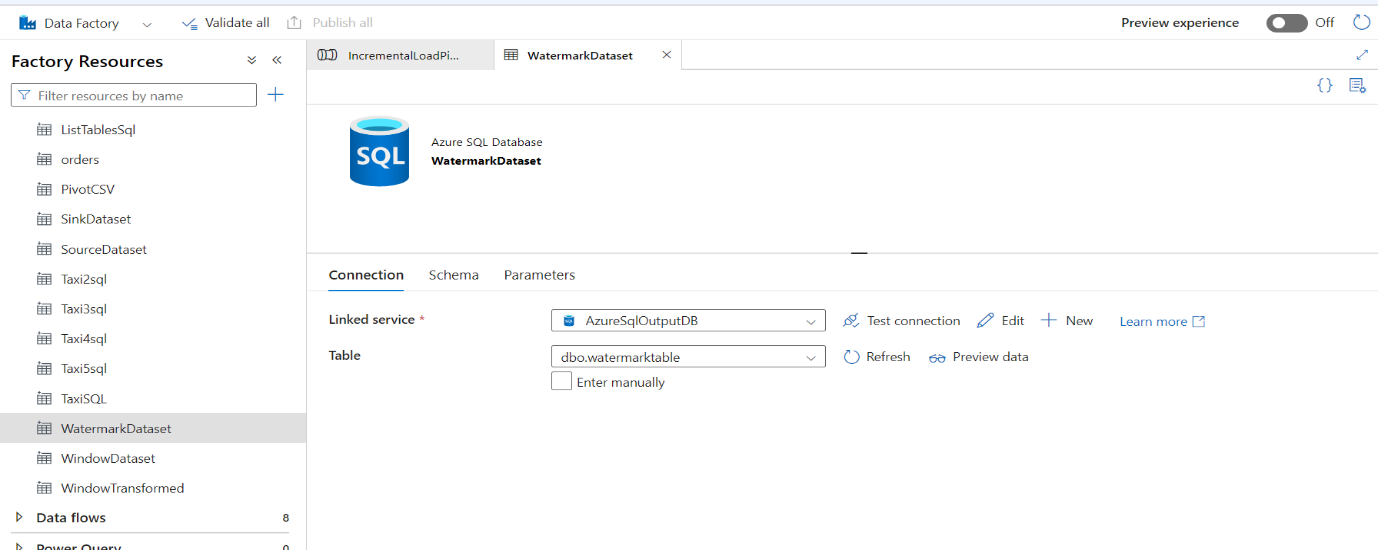 Data Factory Validate all Publish all Preview experience Off
Factory Resources
IncrementalLoadPi... WatermarkDataset
Filter resources by name
ListTablesSql
orders
PivotCSV
SinkDataset
SourceDataset
Taxi2sql
Taxi3sql
Taxi4sql
Taxi5sql
TaxiSQL
WatermarkDataset
WindowDataset
WindowTransformed
Data flows 8
Power Query 0
{}
SQL
Azure SQL Database
WatermarkDataset
Connection Schema Parameters
Linked service * AzureSqlOutputDB Test connection Edit New Learn more
Table dbo.watermarktable Refresh Preview data
Enter manually